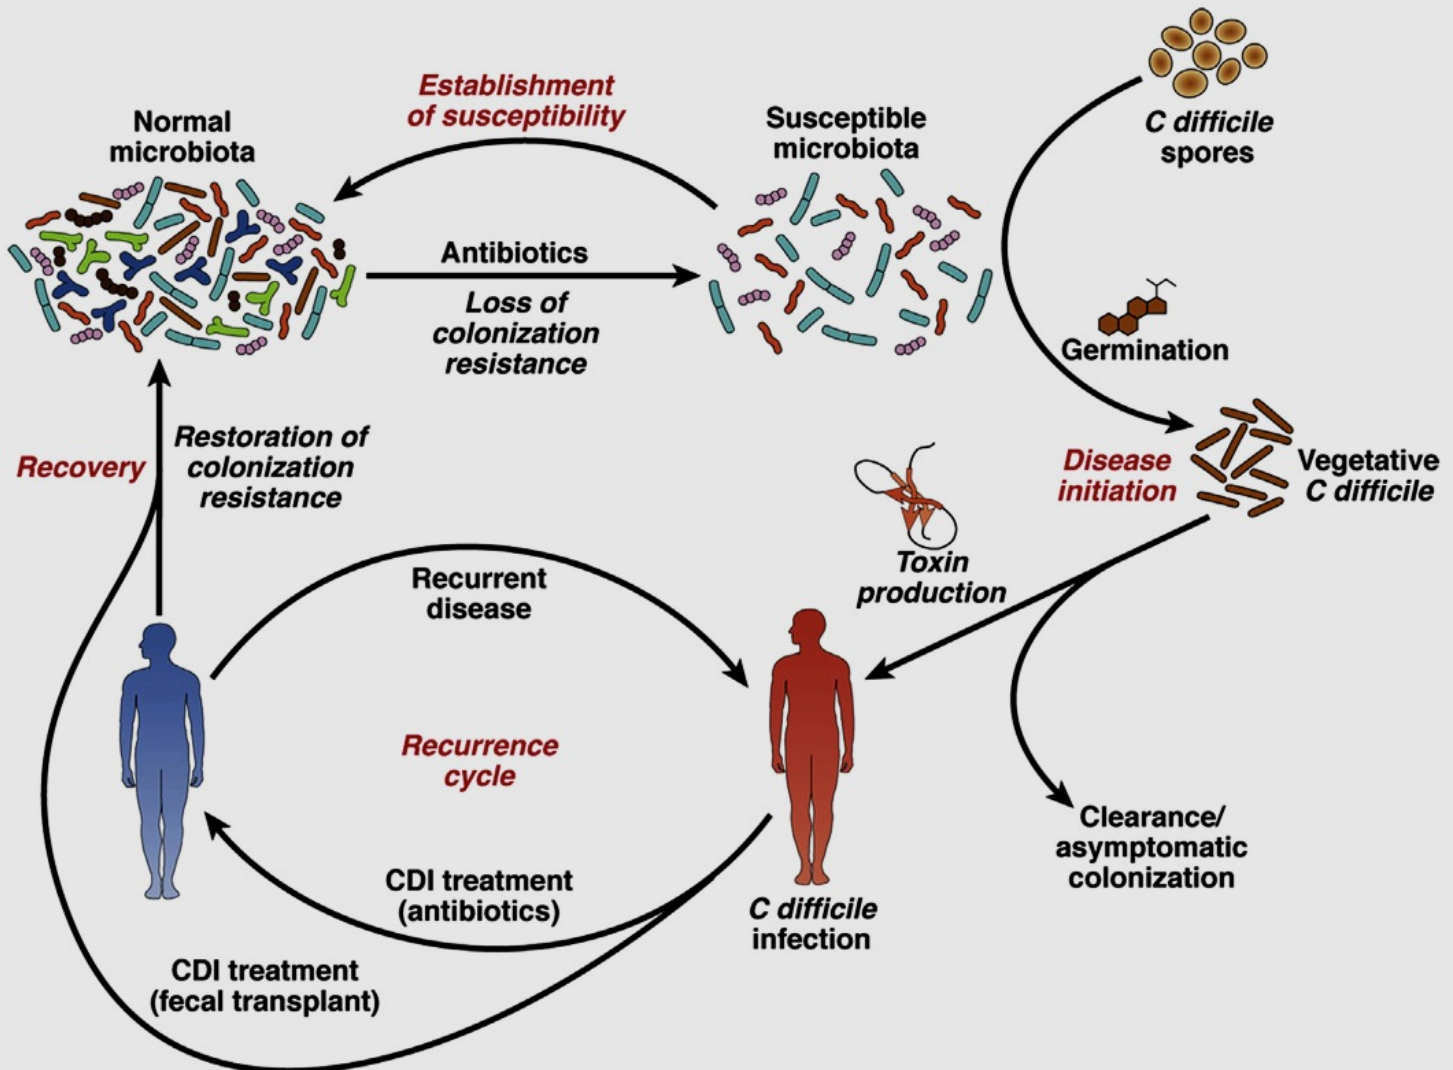 Establishment
of susceptibility
Normal
microbiota
Susceptible
microbiota
C difficile
spores
Antibiotics
Loss of
colonization
resistance
Germination
Recovery
Restoration of
colonization
resistance
Disease
initiation
Vegetative
C difficile
Toxin
production
Recurrent
disease
Recurrence
cycle
CDI treatment
(antibiotics)
Clearance/
asymptomatic
colonization
C difficile
infection
CDI treatment
(fecal transplant)